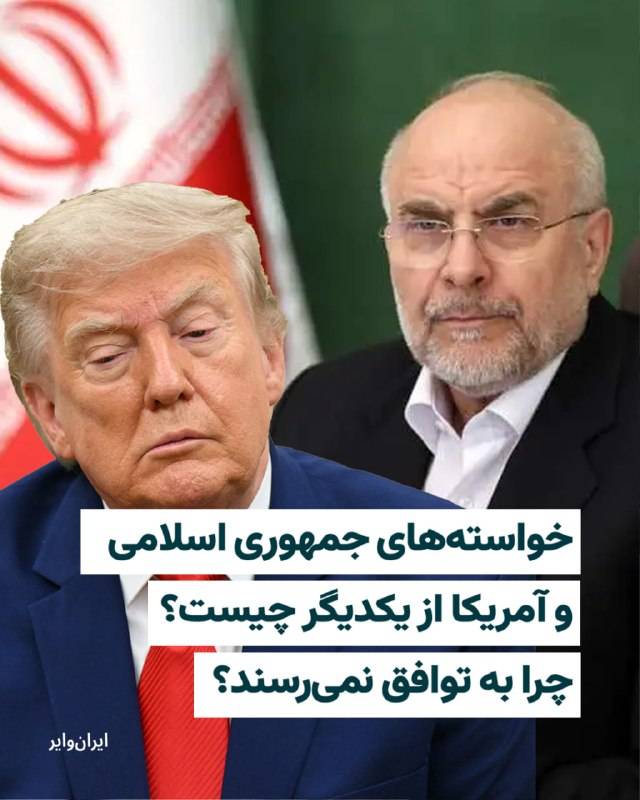 خواسته‌های جمهوری اسلامی
و آمریکا از یکدیگر چیست؟
چرا به توافق نمی‌رسند؟
ایران‌وایر